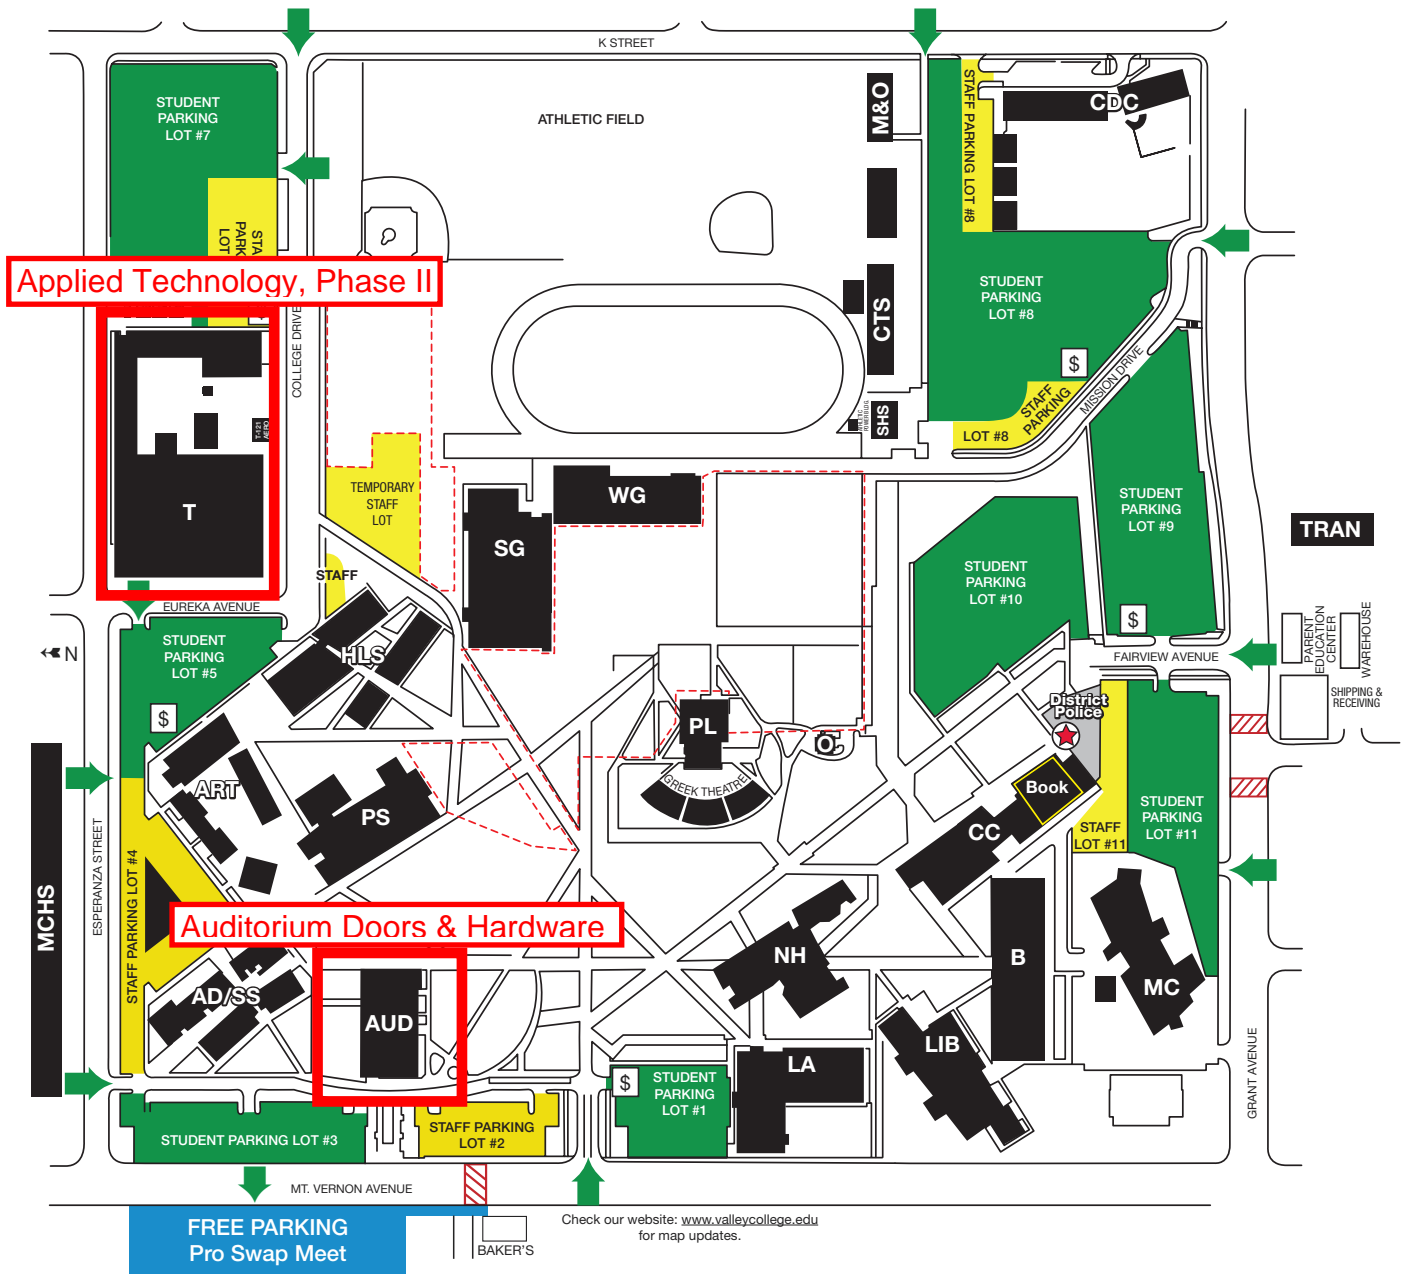 K STREET
STUDENT
PARKING
LOT #7
ATHLETIC FIELD
M&O
STAFF PARKING LOT #8
CDC
STA
PARK
LOT
Applied Technology, Phase II
COLLEGE DRIVE
STUDENT
PARKING
LOT #8
CTS
$
MISSION DRIVE
STAFF
PARKING
LOT #8
SHS
T-121
AERO
T
TEMPORARY
STAFF
LOT
WG
SG
STUDENT
PARKING
LOT #9
TRAN
STAFF
STUDENT
PARKING
LOT #10
$
EUREKA AVENUE
STUDENT
PARKING
LOT #5
N
HLS
FAIRVIEW AVENUE
PARENT
EDUCATION
CENTER
WAREHOUSE
SHIPPING &
RECEIVING
$
District
Police
PL
OC
GREEK THEATRE
ART
PS
Book
CC
STAFF
LOT #11
STUDENT
PARKING
LOT #11
MCHS
ESPERANZA STREET
STAFF PARKING LOT #4
Auditorium Doors & Hardware
NH
B
MC
AD/SS
AUD
LIB
LA
$
STUDENT
PARKING
LOT #1
GRANT AVENUE
STUDENT PARKING LOT #3
STAFF PARKING
LOT #2
MT. VERNON AVENUE
FREE PARKING
Pro Swap Meet
BAKER'S
Check our website: www.valleycollege.edu
for map updates.